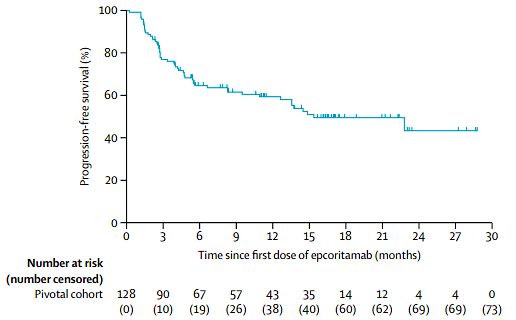 100
80
60
40
20
0
Progression-free survival (%)
0 3 6 9 12 15 18 21 24 27 30
Time since first dose of epcoritamab (months)
Number at risk
(number censored)
Pivotal cohort 128 90 67 57 43 35 14 12 4 4 0
(0) (10) (19) (26) (38) (40) (60) (62) (69) (69) (73)